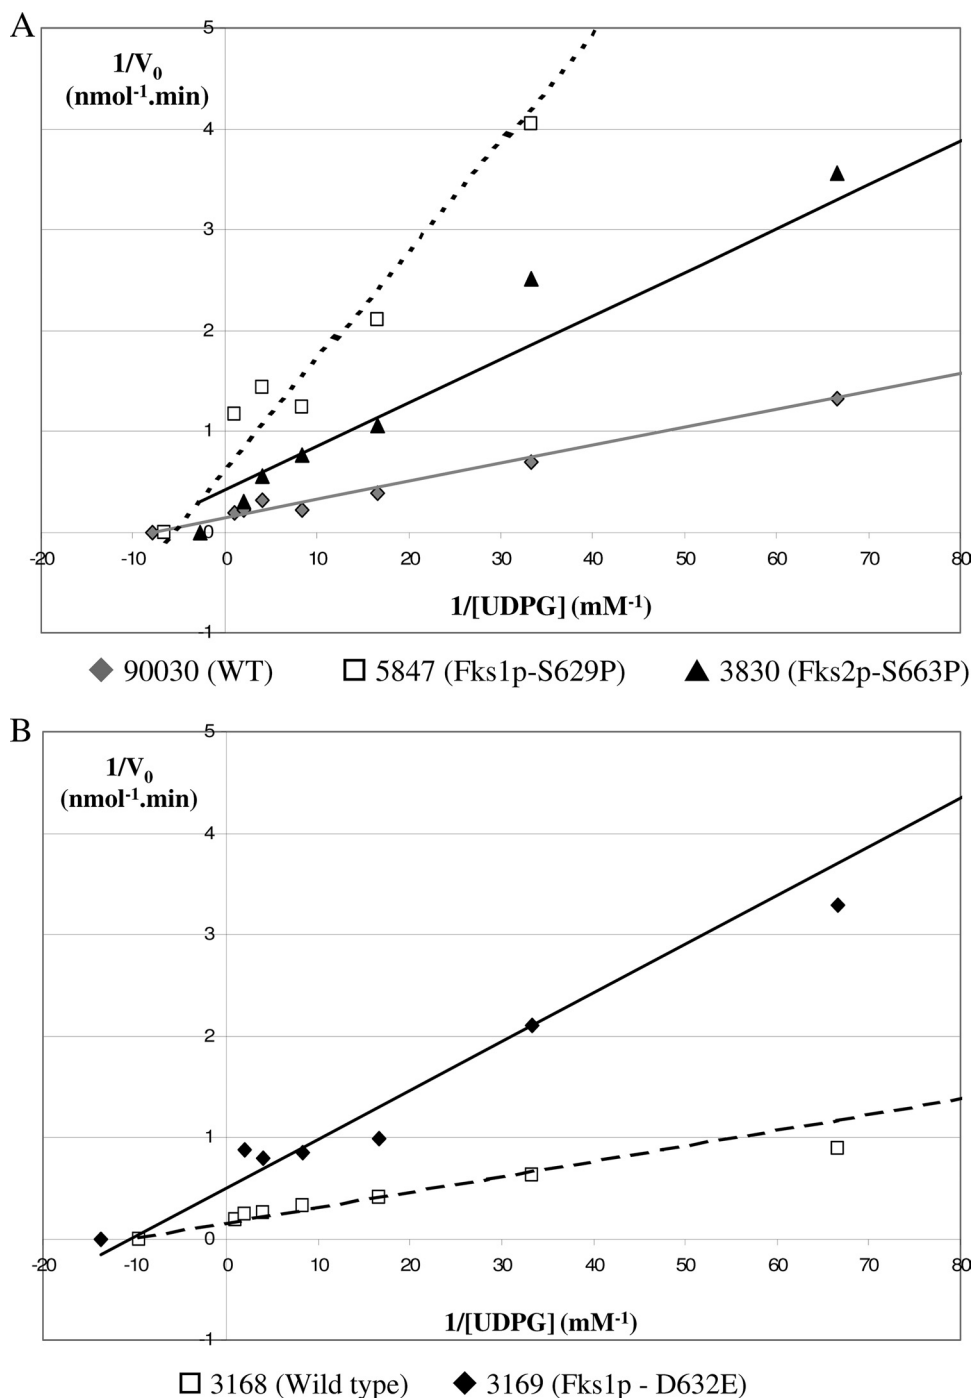 A
5
1/V0
(nmol-1.min)
4
3
2
1
0
-20 -10 0 10 20 30 40 50 60 70 80
1/[UDPG] (mM-1)
-1
90030 (WT) 5847 (Fks1p-S629P) 3830 (Fks2p-S663P)
B
5
1/V0
(nmol-1.min)
4
3
2
1
0
-20 -10 0 10 20 30 40 50 60 70 80
1/[UDPG] (mM-1)
-1
3168 (Wild type) 3169 (Fks1p - D632E)